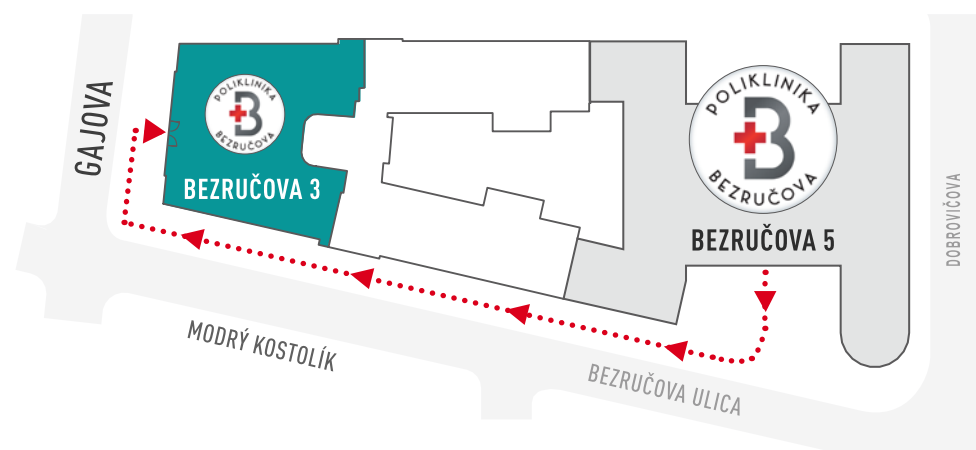 GAJOVA
POLIKLINIKA
B
BEZRUČOVA
BEZRUČOVA 3
POLIKLINIKA
B
BEZRUČOVA
BEZRUČOVA 5
DOBROVIČOVA
MODRÝ KOSTOLÍK
BEZRUČOVA ULICA